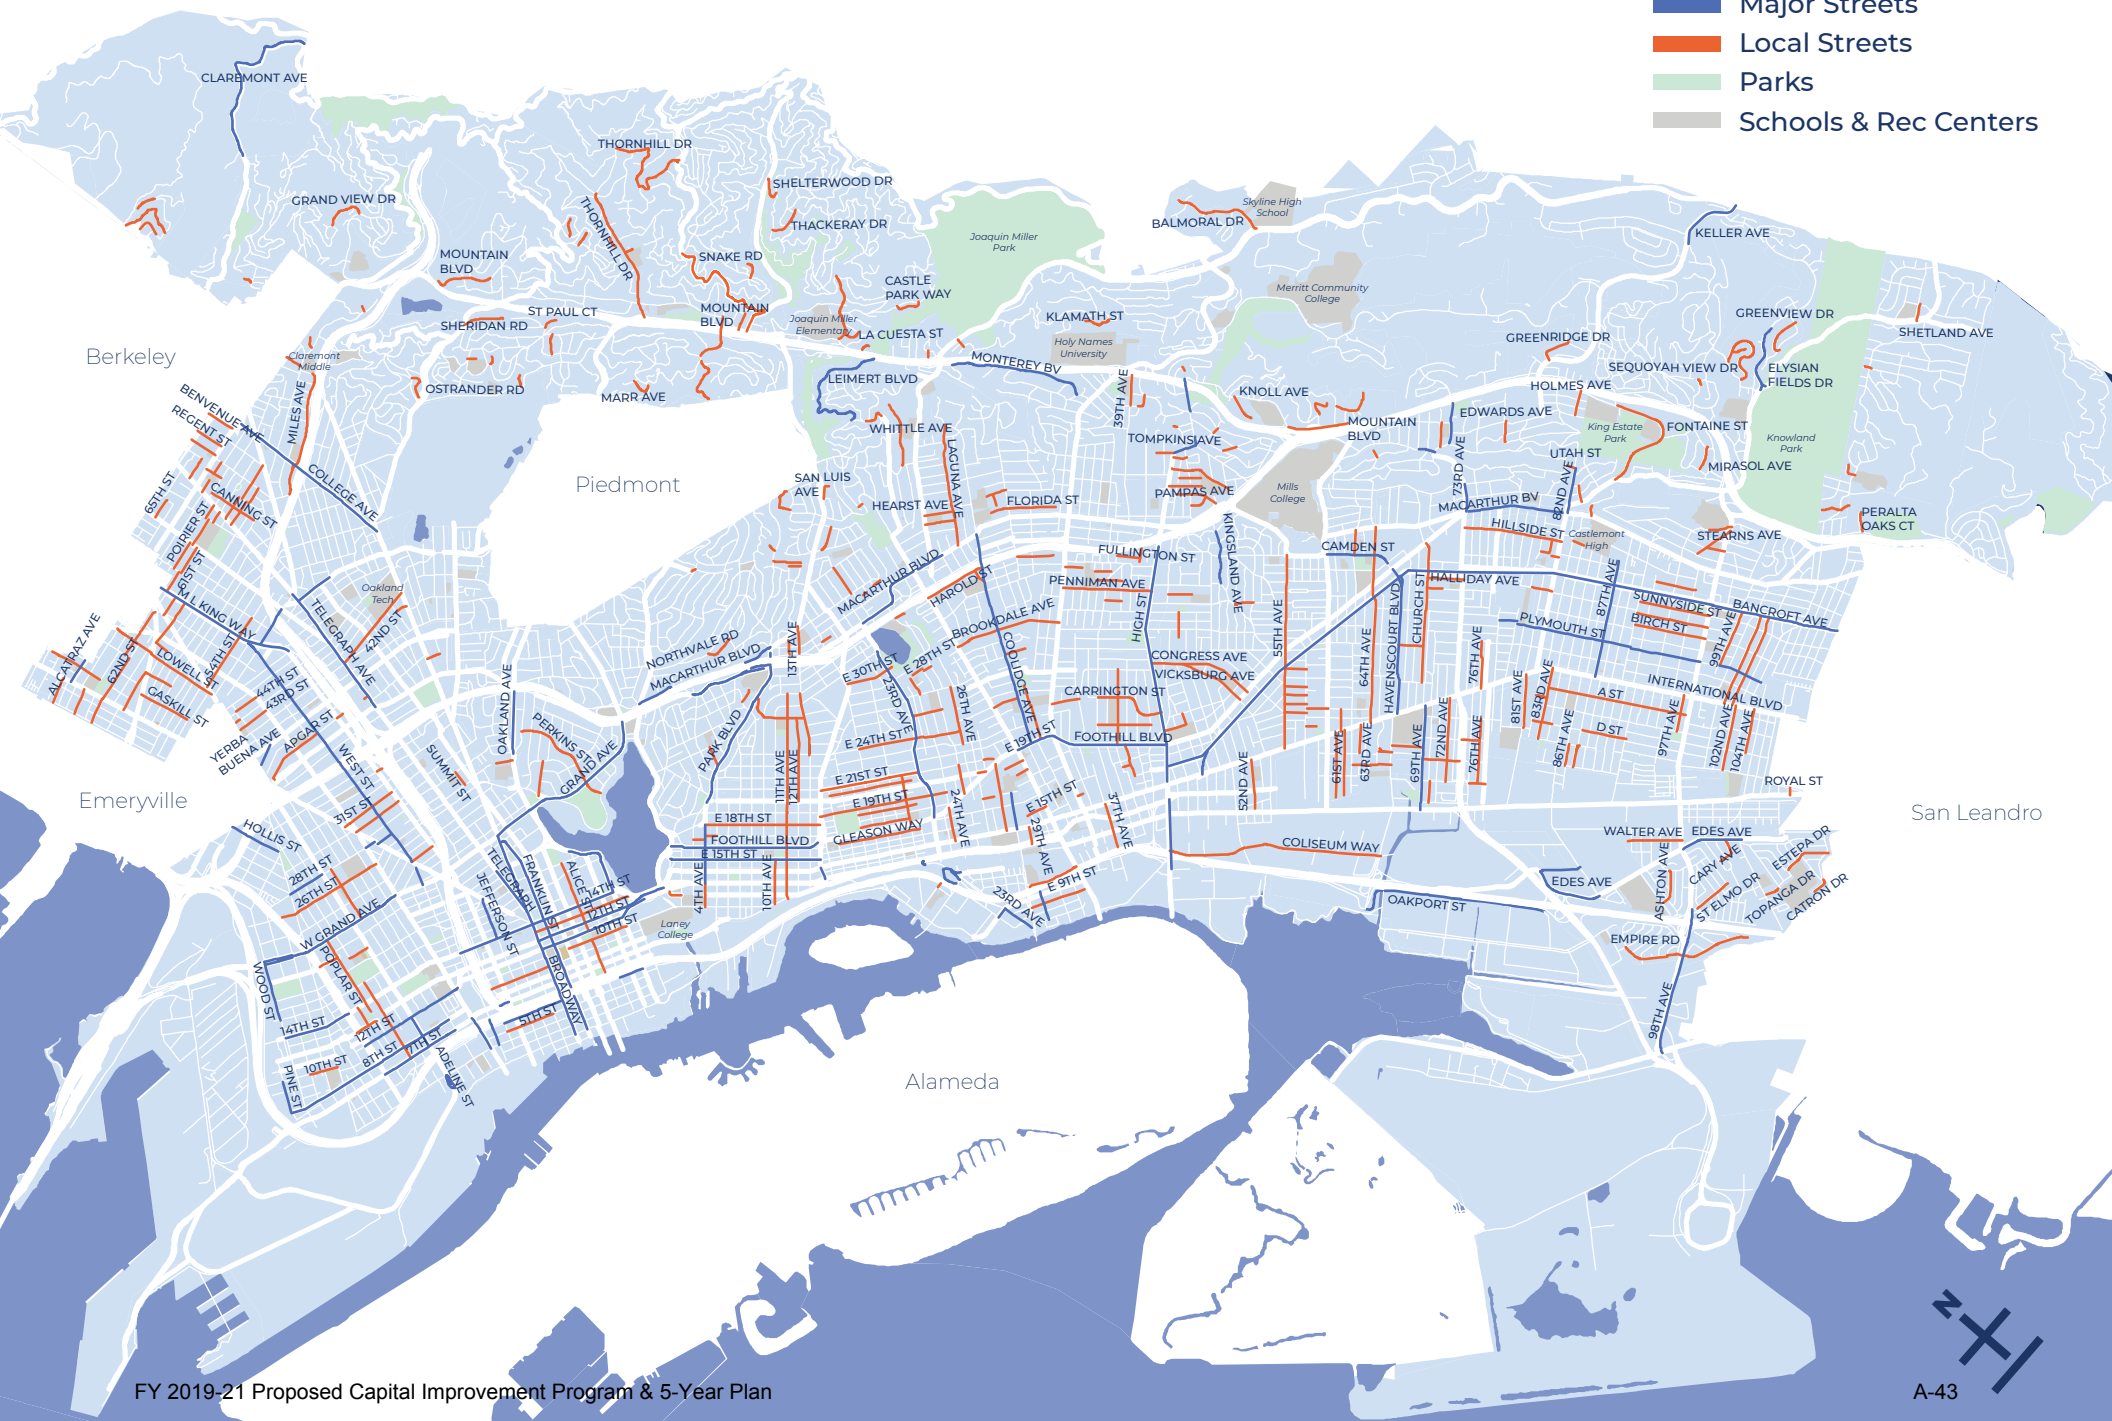 Major Streets
Local Streets
Parks
Schools & Rec Centers
CLAREMONT AVE
THORNHILL DR
SHELTERWOOD DR
GRAND VIEW DR
THACKERAY DR
BALMORAL DR
Skyline High
School
Joaquin Miller
Park
KELLER AVE
THORNHILL DR
MOUNTAIN
BLVD
SNAKE RD
CASTLE
PARK WAY
Merritt Community
College
MOUNTAIN
BLVD
ST PAUL CT
SHERIDAN RD
Joaquin Miller
Elementary
LA CUESTA ST
KLAMATH ST
Holy Names
University
GREENVIEW DR
SHETLAND AVE
GREENRIDGE DR
Berkeley
Claremont
Middle
MONTEREY BV
SEQUOYAH VIEW DR
ELYSIAN
FIELDS DR
LEIMERT BLVD
OSTRANDER RD
MARR AVE
39TH AVE
KNOLL AVE
HOLMES AVE
BENVENUE AVE
REGENT ST
MILES AVE
WHITTLE AVE
LAGUNA AVE
TOMPKINS AVE
MOUNTAIN
BLVD
EDWARDS AVE
King Estate
Park
FONTAINE ST
Knowland
Park
73RD AVE
UTAH ST
MIRASOL AVE
65TH ST
COLLEGE AVE
CANNING ST
Piedmont
SAN LUIS
AVE
HEARST AVE
FLORIDA ST
PAMPAS AVE
Mills
College
MACARTHUR BV
82ND AVE
PERALTA
OAKS CT
POIRIER ST
61ST ST
KINGSLAND AVE
HILLSIDE ST
Castlemont
High
STEARNS AVE
MACARTHUR BLVD
HAROLD ST
FULLINGTON ST
CAMDEN ST
PENNIMAN AVE
HALLIDAY AVE
87TH AVE
SUNNYSIDE ST
BANCROFT AVE
M L KING WAY
TELEGRAPH AVE
Oakland
Tech
42ND ST
BROOKDALE AVE
HIGH ST
55TH AVE
HAVENSCOURT BLVD
CHURCH ST
PLYMOUTH ST
BIRCH ST
99TH AVE
ALCATRAZ AVE
62ND ST
LOWELL ST
54TH ST
GASKILL ST
44TH ST
43RD ST
NORTHVALE RD
MACARTHUR BLVD
13TH AVE
E 30TH ST
E 28TH ST
23RD AVE
COOLIDGE AVE
CONGRESS AVE
VICKSBURG AVE
64TH AVE
76TH AVE
INTERNATIONAL BLVD
A ST
81ST AVE
83RD AVE
D ST
CARRINGTON ST
26TH AVE
YERBA
BUENA AVE
APGAR ST
OAKLAND AVE
PERKINS ST
GRAND AVE
PARK BLVD
E 24TH ST
E 19TH ST
FOOTHILL BLVD
72ND AVE
76TH AVE
86TH AVE
97TH AVE
102ND AVE
104TH AVE
WEST ST
SUMMIT ST
11TH AVE
12TH AVE
E 21ST ST
61ST AVE
63RD AVE
69TH AVE
52ND AVE
ROYAL ST
Emeryville
31ST ST
E 19TH ST
24TH AVE
E 15TH ST
37TH AVE
San Leandro
HOLLIS ST
E 18TH ST
FOOTHILL BLVD
E 15TH ST
GLEASON WAY
29TH AVE
COLISEUM WAY
WALTER AVE
EDES AVE
ESTEPA DR
28TH ST
26TH ST
TELEGRAPH
FRANKLIN ST
ALICE ST
14TH ST
12TH ST
10TH ST
JEFFERSON ST
4TH AVE
10TH AVE
E 9TH ST
23RD AVE
EDES AVE
OAKPORT ST
ASHTON AVE
CARY AVE
ST ELMO DR
TOPANGA DR
CATRON DR
W GRAND AVE
Laney
College
EMPIRE RD
WOOD ST
POPLAR ST
BROADWAY
98TH AVE
14TH ST
12TH ST
5TH ST
10TH ST
8TH ST
7TH ST
PINE ST
ADELINE ST
Alameda
N
FY 2019-21 Proposed Capital Improvement Program & 5-Year Plan
A-43